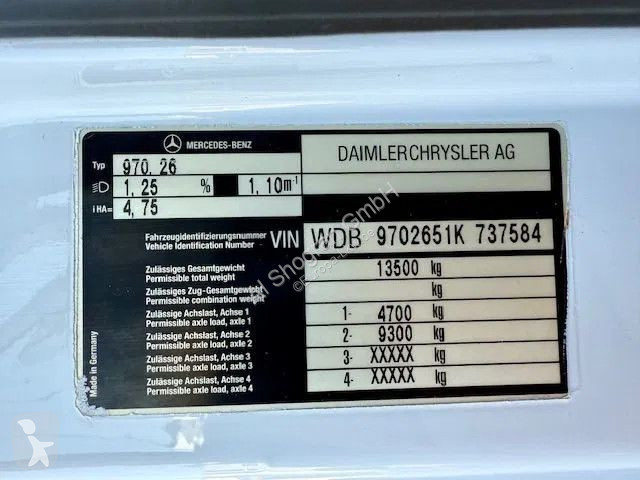 MERCEDES-BENZ
DAIMLERCHRYSLER AG
Typ 970. 26
1, 25 % 1, 10m⁻¹
i HA= 4, 75
Fahrzeugidentifizierungsnummer
Vehicle Identification Number
VIN WDB 9702651K 737584
Zulässiges Gesamtgewicht
Permissible total weight
13500 kg
Zulässiges Zug-Gesamtgewicht
Permissible combination weight
kg
Zulässige Achslast, Achse 1
Permissible axle load, axle 1
1- 4700 kg
Zulässige Achslast, Achse 2
Permissible axle load, axle 2
2- 9300 kg
Zulässige Achslast, Achse 3
Permissible axle load, axle 3
3- XXXXX kg
Zulässige Achslast, Achse 4
Permissible axle load, axle 4
4- XXXXX kg
Made in Germany
GmbH